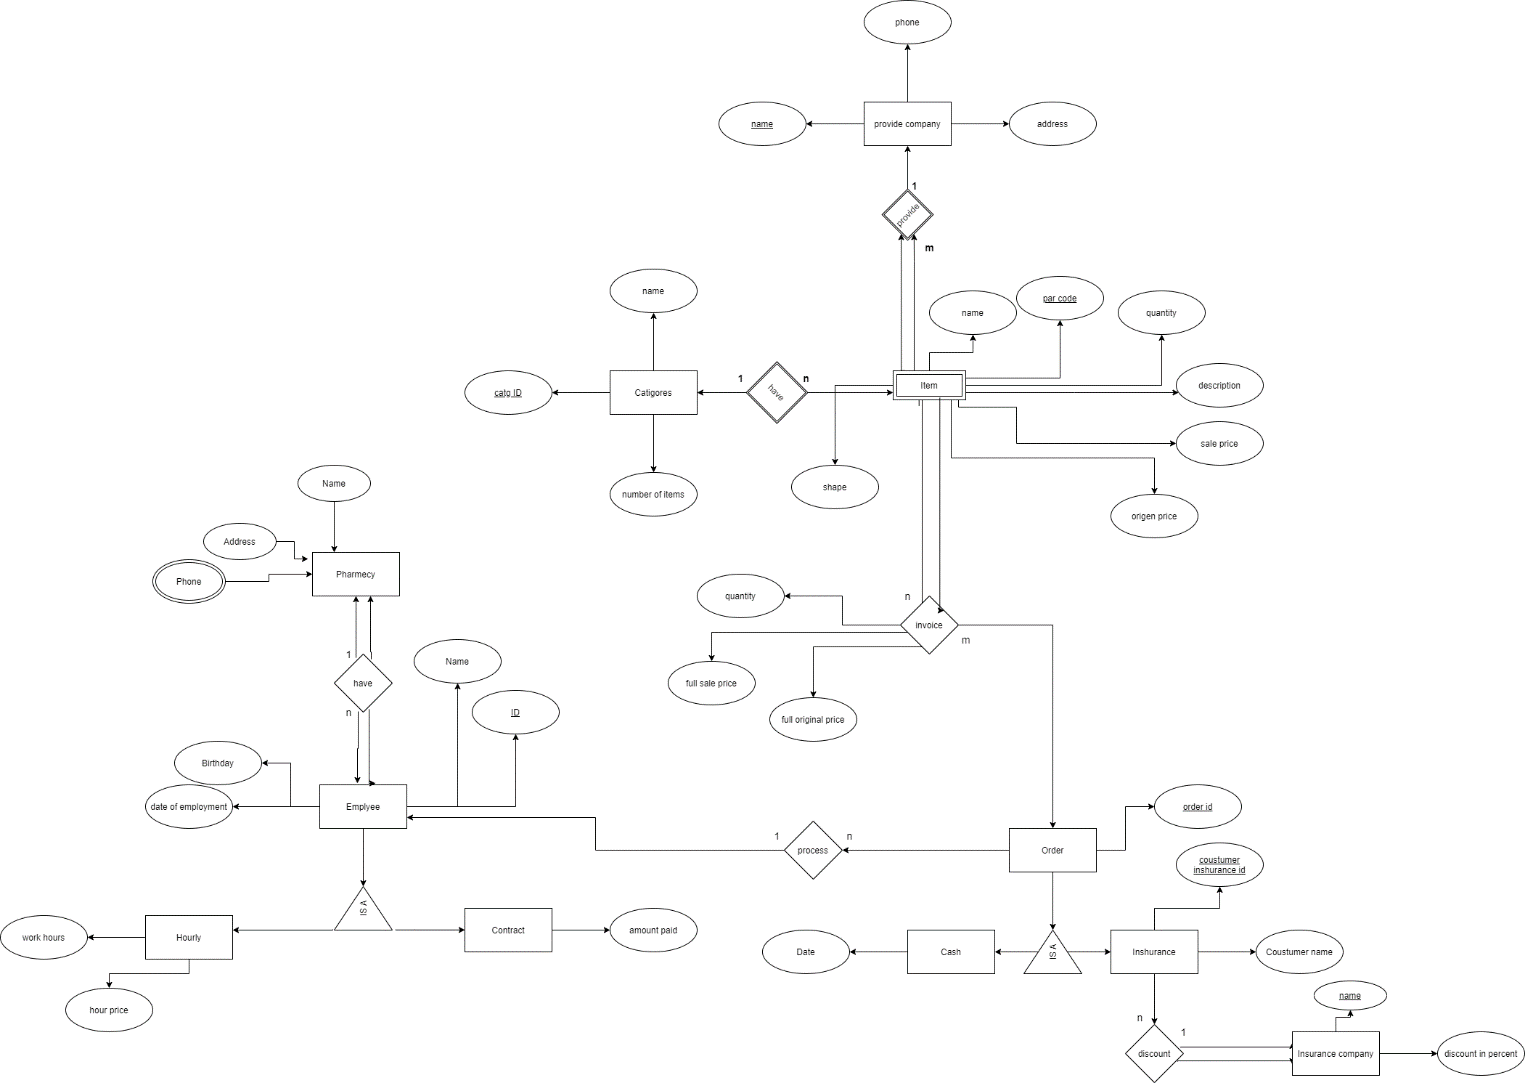 phone
name
provide company
address
1
provide
m
name
name
par code
quantity
catg ID
Catigores
1
have
n
Item
description
sale price
number of items
shape
origen price
Name
Address
Phone
Pharmecy
quantity
n
invoice
m
full sale price
full original price
1
have
n
Name
ID
Birthday
date of employment
Emplyee
1
process
n
Order
order id
coustumer
inshurance id
IS A
work hours
Hourly
Contract
amount paid
hour price
Date
Cash
IS A
Inshurance
Coustumer name
name
n
1
discount
Insurance company
discount in percent